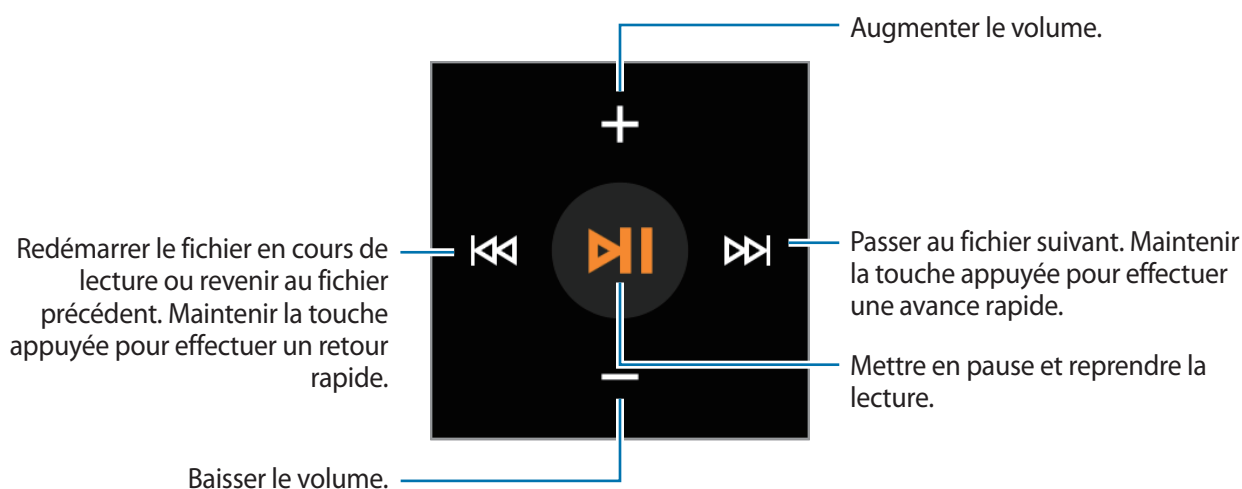 Augmenter le volume.
Redémarrer le fichier en cours de
lecture ou revenir au fichier
précédent. Maintenir la touche
appuyée pour effectuer un retour
rapide.
Passer au fichier suivant. Maintenir
la touche appuyée pour effectuer
une avance rapide.
Mettre en pause et reprendre la
lecture.
Baisser le volume.